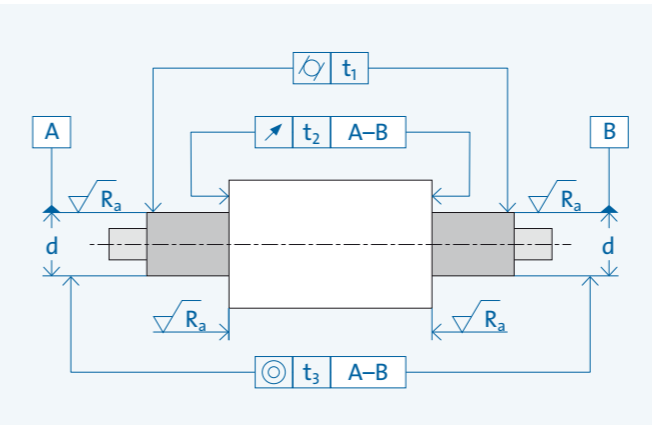 t₁
t₂ A–B
A B
Rₐ Rₐ
d d
Rₐ Rₐ
t₃ A–B